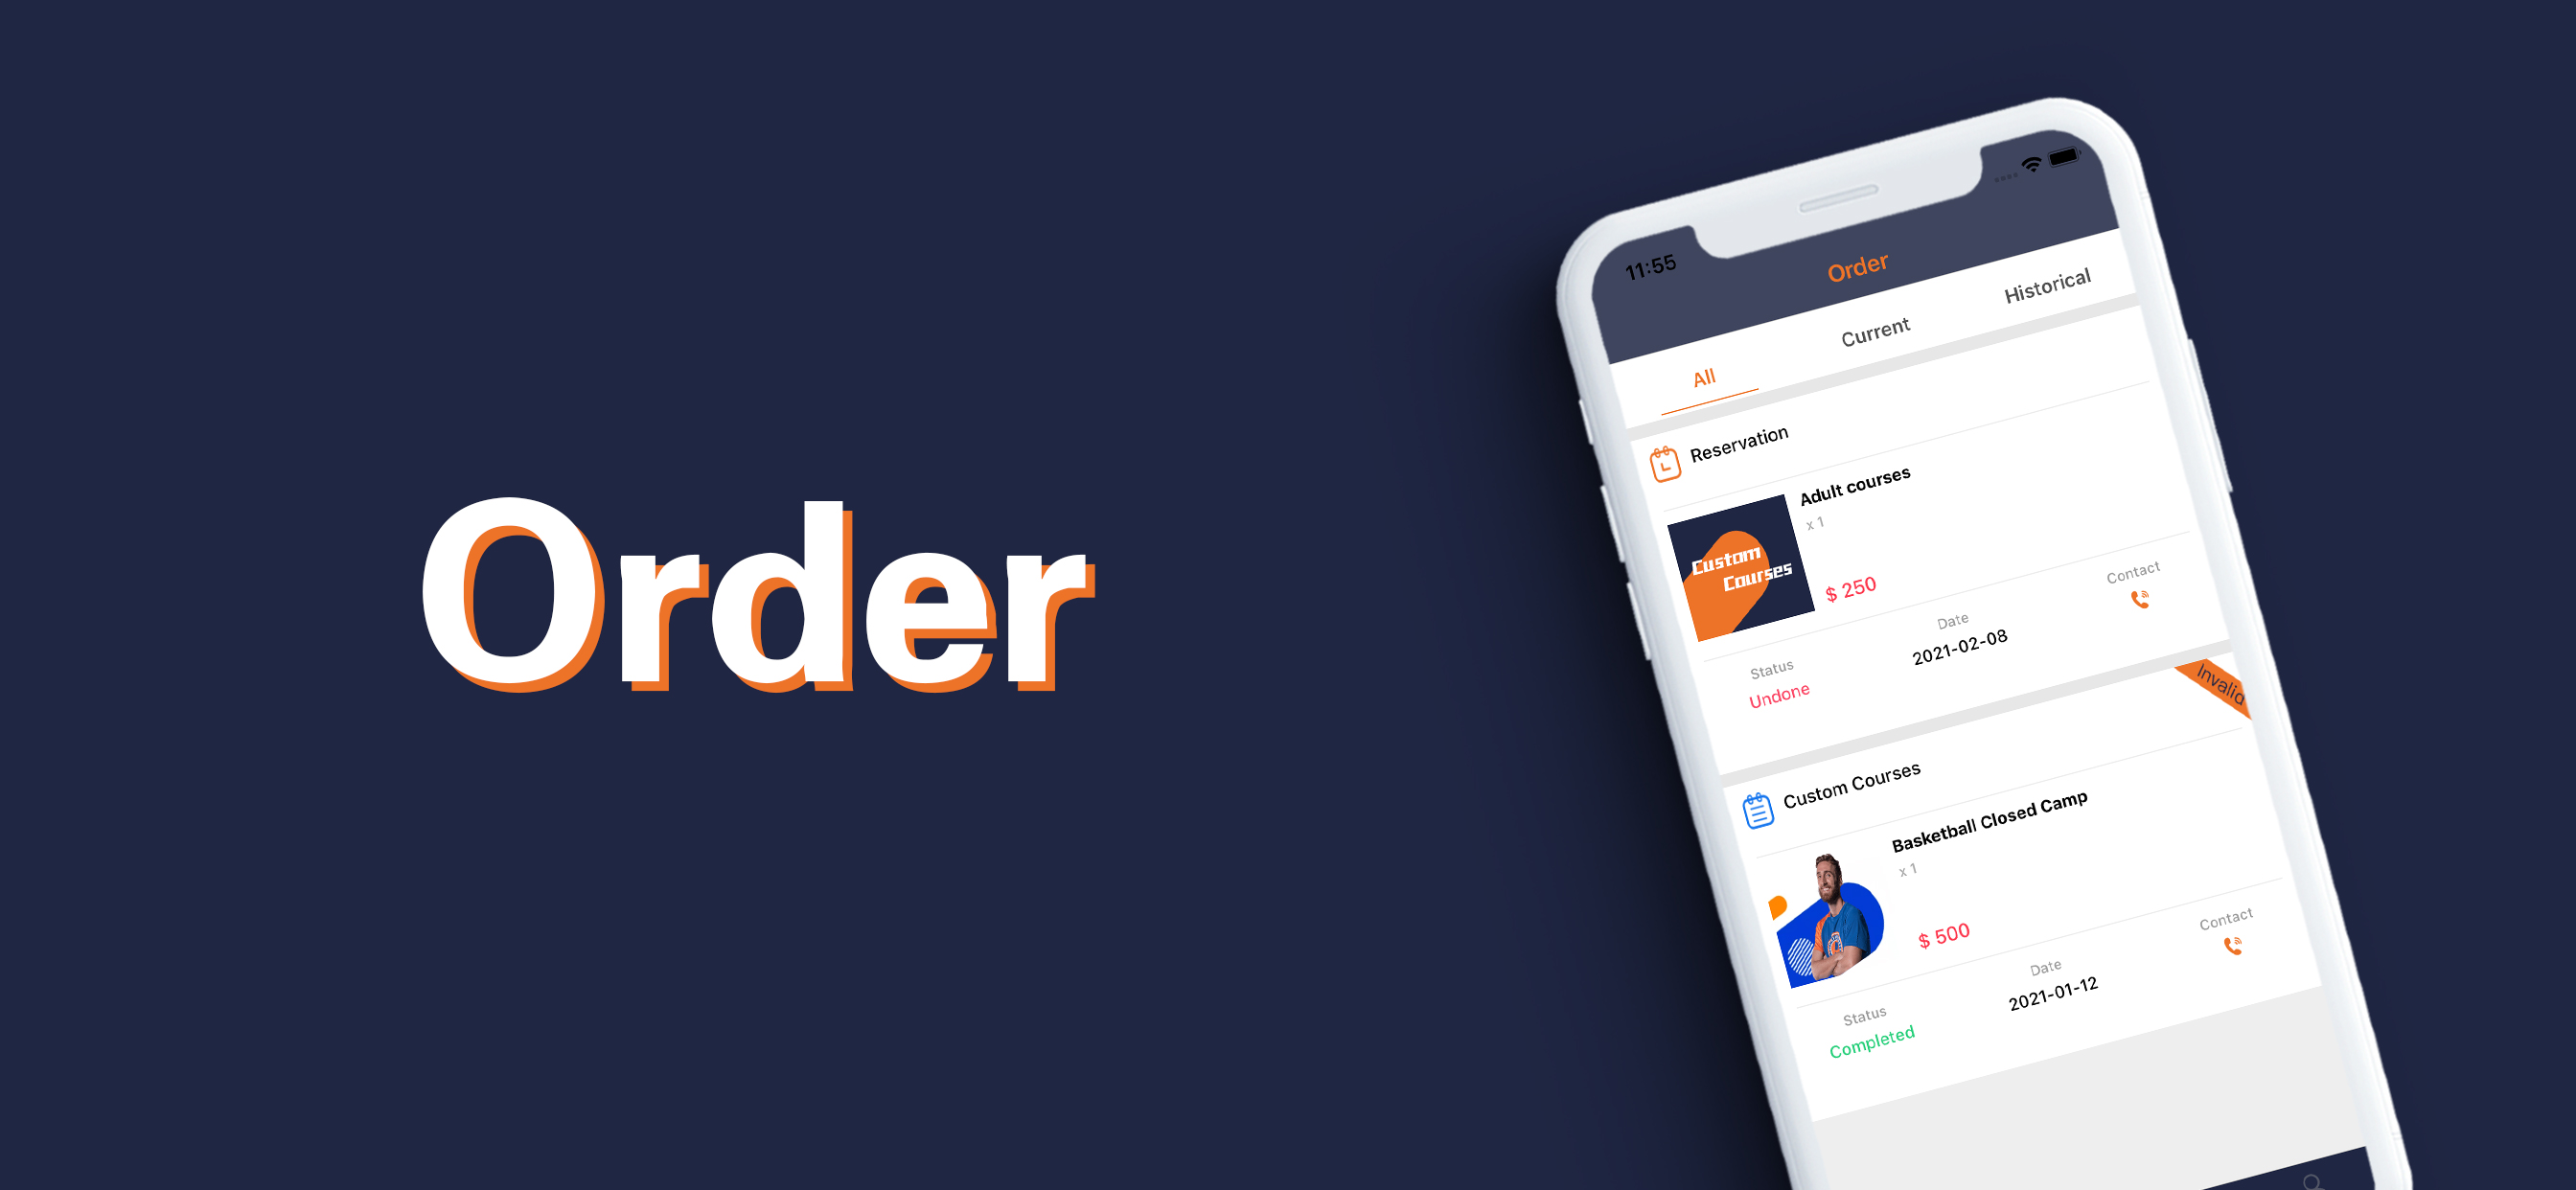 Order
11:55
Order
All
Current
Historical
Reservation
Custom
Courses
Adult courses
x 1
$ 250
Status
Undone
Date
2021-02-08
Contact
Invalid
Custom Courses
Basketball Closed Camp
x 1
$ 500
Status
Completed
Date
2021-01-12
Contact